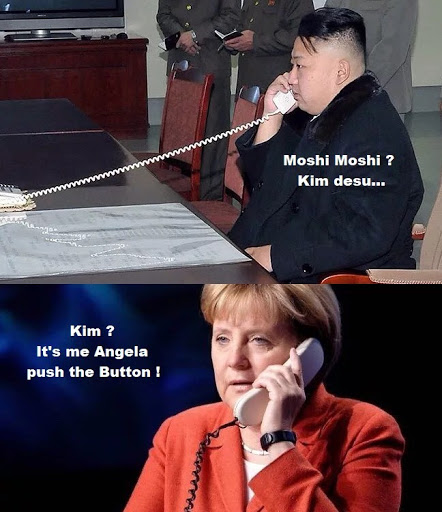 Moshi Moshi ?
Kim desu...
Kim ?
It's me Angela
push the Button !